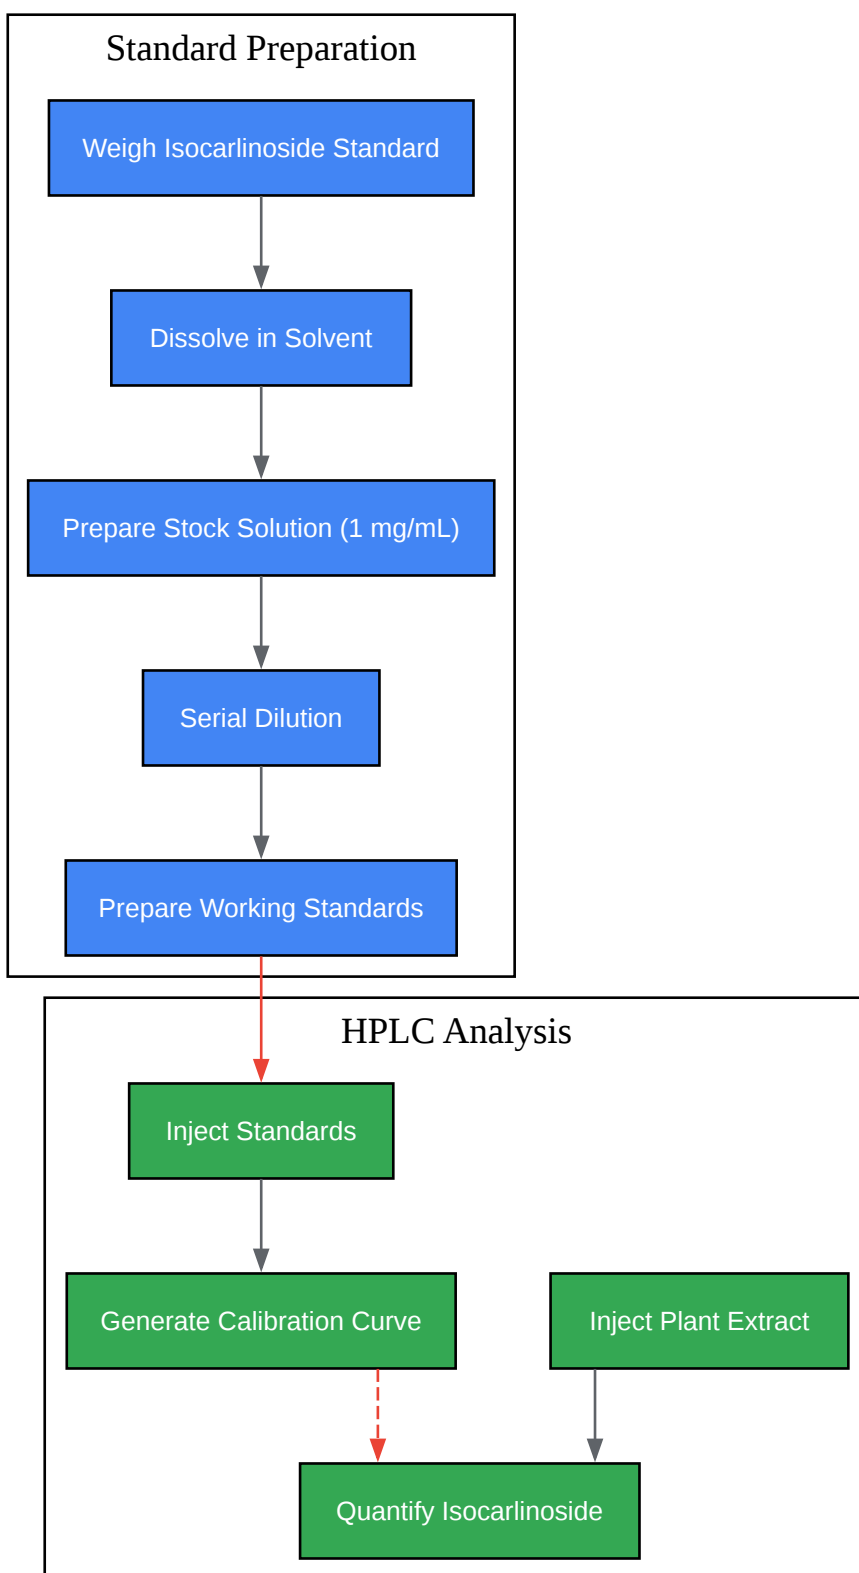 Standard Preparation
Weigh Isocarlinoside Standard
Dissolve in Solvent
Prepare Stock Solution (1 mg/mL)
Serial Dilution
Prepare Working Standards
HPLC Analysis
Inject Standards
Generate Calibration Curve
Inject Plant Extract
Quantify Isocarlinoside